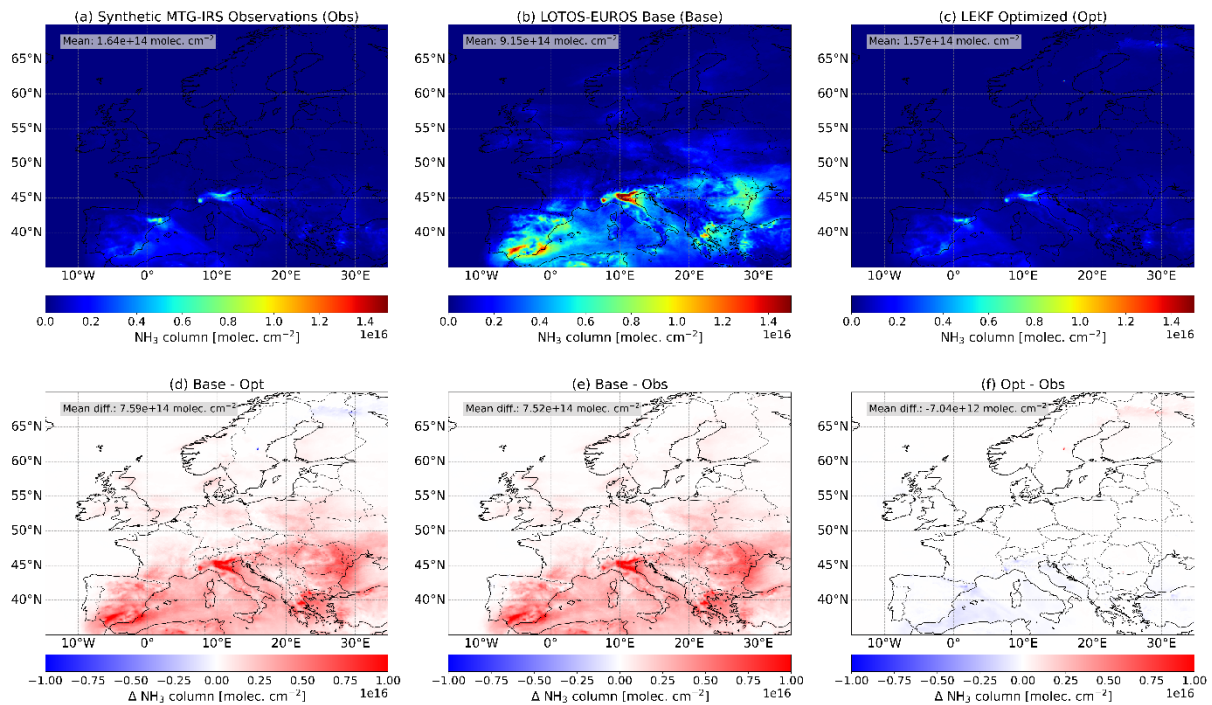 (a) Synthetic MTG-IRS Observations (Obs)
Mean: 1.64e+14 molec. cm⁻²
65°N
60°N
55°N
50°N
45°N
40°N
10°W 0° 10°E 20°E 30°E
0.0 0.2 0.4 0.6 0.8 1.0 1.2 1.4
1e16
NH₃ column [molec. cm⁻²]
(b) LOTOS-EUROS Base (Base)
Mean: 9.15e+14 molec. cm⁻²
65°N
60°N
55°N
50°N
45°N
40°N
10°W 0° 10°E 20°E 30°E
0.0 0.2 0.4 0.6 0.8 1.0 1.2 1.4
1e16
NH₃ column [molec. cm⁻²]
(c) LEKF Optimized (Opt)
Mean: 1.57e+14 molec. cm⁻²
65°N
60°N
55°N
50°N
45°N
40°N
10°W 0° 10°E 20°E 30°E
0.0 0.2 0.4 0.6 0.8 1.0 1.2 1.4
1e16
NH₃ column [molec. cm⁻²]
(d) Base - Opt
Mean diff.: 7.59e+14 molec. cm⁻²
65°N
60°N
55°N
50°N
45°N
40°N
10°W 0° 10°E 20°E 30°E
−1.00 −0.75 −0.50 −0.25 0.00 0.25 0.50 0.75 1.00
1e16
Δ NH₃ column [molec. cm⁻²]
(e) Base - Obs
Mean diff.: 7.52e+14 molec. cm⁻²
65°N
60°N
55°N
50°N
45°N
40°N
10°W 0° 10°E 20°E 30°E
−1.00 −0.75 −0.50 −0.25 0.00 0.25 0.50 0.75 1.00
1e16
Δ NH₃ column [molec. cm⁻²]
(f) Opt - Obs
Mean diff.: -7.04e+12 molec. cm⁻²
65°N
60°N
55°N
50°N
45°N
40°N
10°W 0° 10°E 20°E 30°E
−1.00 −0.75 −0.50 −0.25 0.00 0.25 0.50 0.75 1.00
1e16
Δ NH₃ column [molec. cm⁻²]